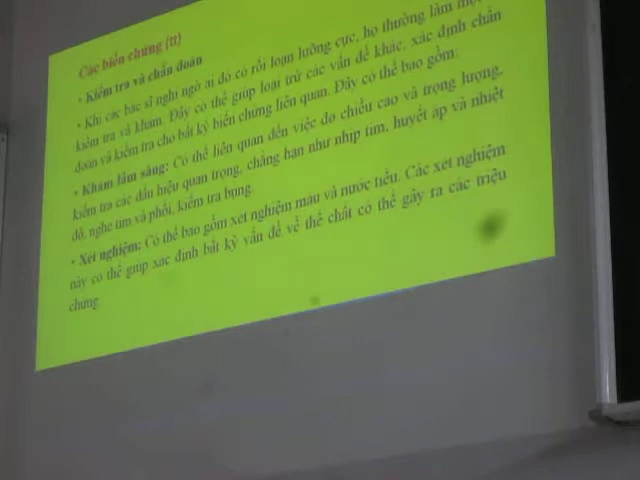 Các biến chứng (tt)
• Kiểm tra và chẩn đoán
• Khi các bác sĩ nghi ngờ ai đó có rối loạn lưỡng cực, họ thường làm một
kiểm tra và khám. Đây có thể giúp loại trừ các vấn đề khác, xác định chẩn
đoán và kiểm tra cho bất kỳ biến chứng liên quan. Đây có thể bao gồm:
• Khám lâm sàng: Có thể liên quan đến việc đo chiều cao và trọng lượng,
kiểm tra các dấu hiệu quan trọng, chẳng hạn như nhịp tim, huyết áp và nhiệt
độ, nghe tim và phổi, kiểm tra bụng.
• Xét nghiệm: Có thể bao gồm xét nghiệm máu và nước tiểu. Các xét nghiệm
này có thể giúp xác định bất kỳ vấn đề về thể chất có thể gây ra các triệu
chứng.